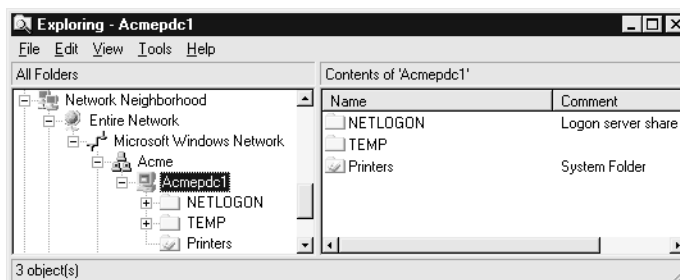 Exploring - Acmepdc1
File Edit View Tools Help
All Folders
Contents of 'Acmepdc1'
Network Neighborhood
Entire Network
Microsoft Windows Network
Acme
Acmepdc1
NETLOGON
TEMP
Printers
Name Comment
NETLOGON Logon server share
TEMP
Printers System Folder
3 object(s)